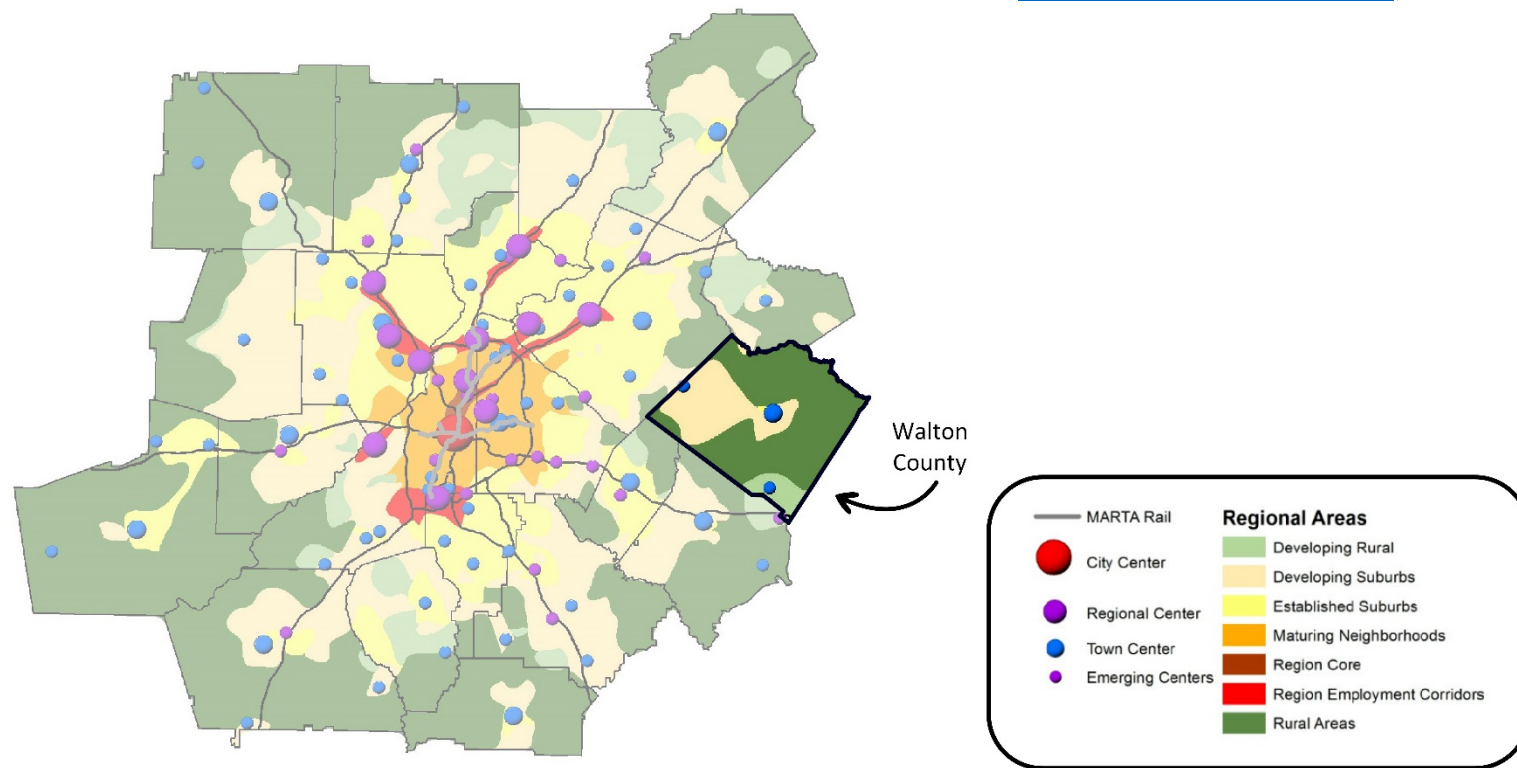 Walton
County
MARTA Rail
City Center
Regional Center
Town Center
Emerging Centers
Regional Areas
Developing Rural
Developing Suburbs
Established Suburbs
Maturing Neighborhoods
Region Core
Region Employment Corridors
Rural Areas